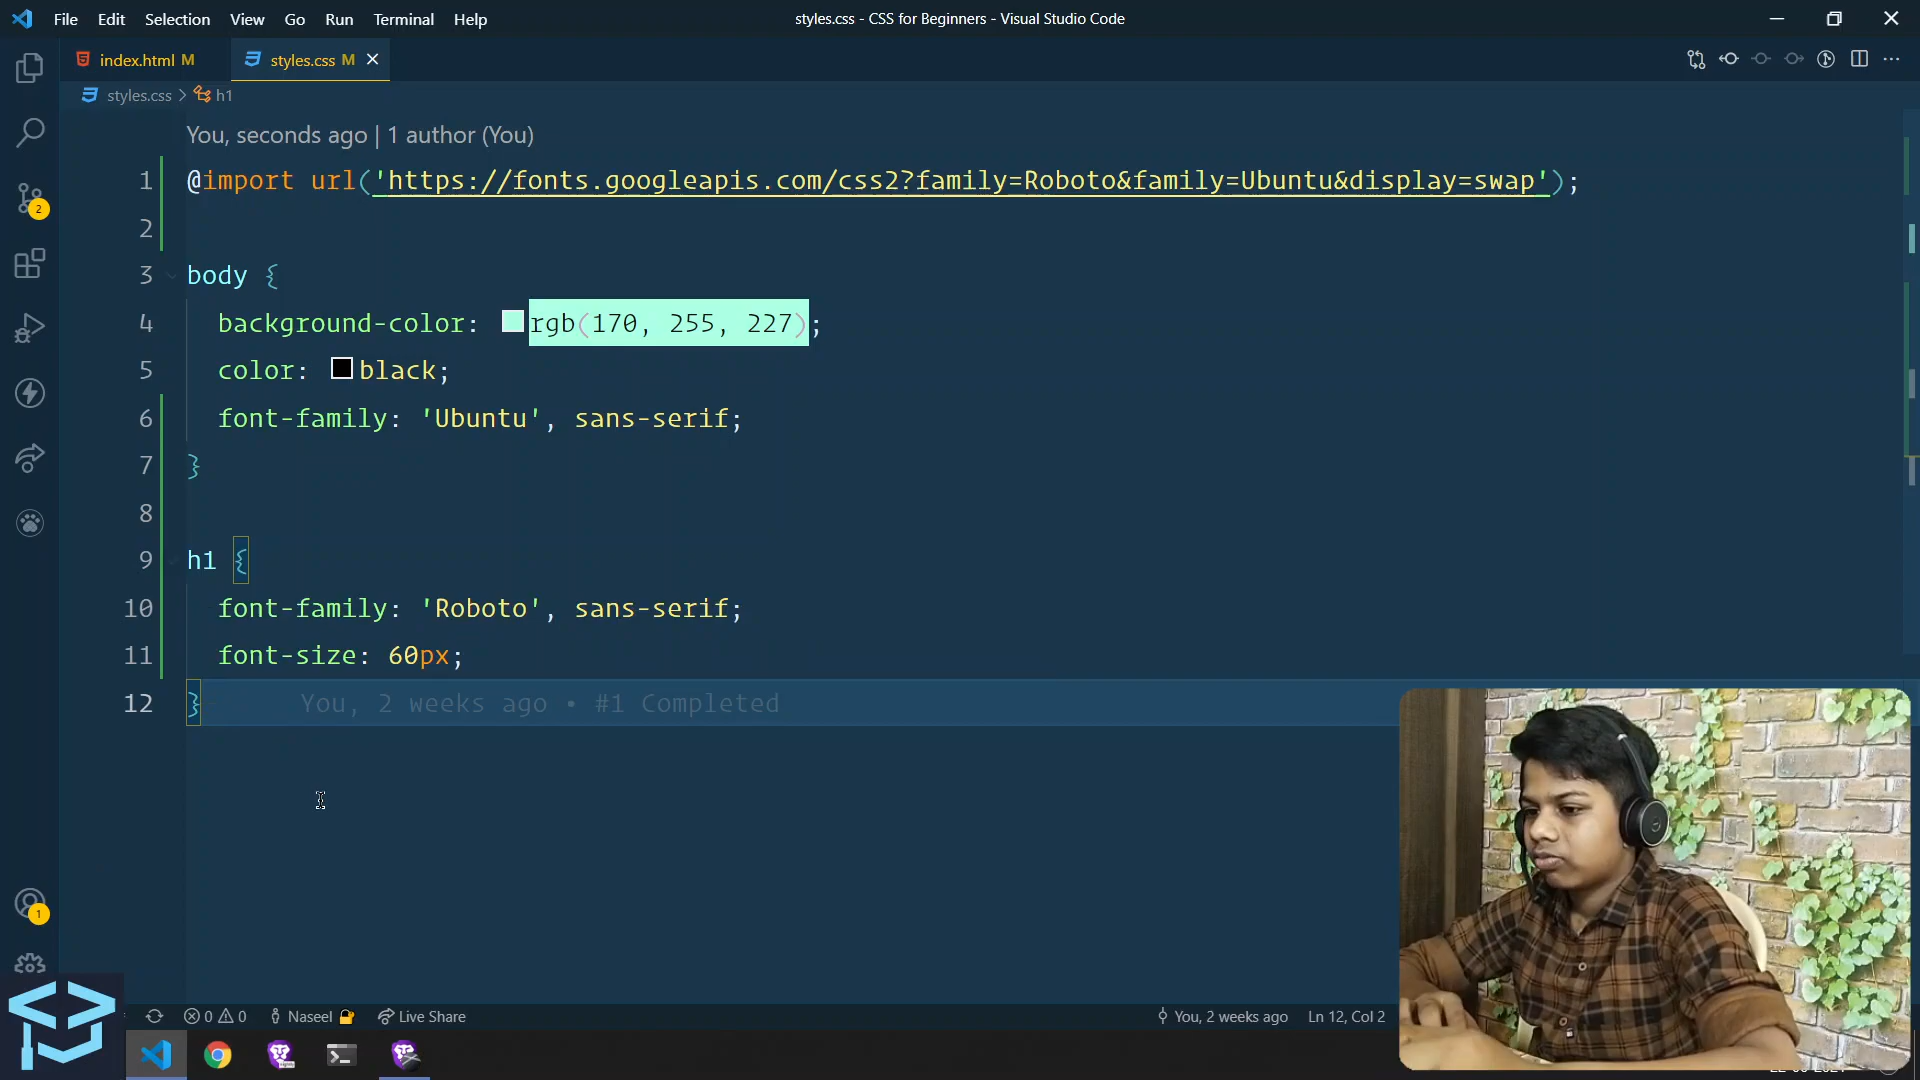 File Edit Selection View Go Run Terminal Help
styles.css - CSS for Beginners - Visual Studio Code
index.html M
styles.css M
styles.css > h1
You, seconds ago | 1 author (You)
1 @import url('https://fonts.googleapis.com/css2?family=Roboto&family=Ubuntu&display=swap');
2
3 body {
4 background-color: rgb(170, 255, 227);
5 color: black;
6 font-family: 'Ubuntu', sans-serif;
7 }
8
9 h1 {
10 font-family: 'Roboto', sans-serif;
11 font-size: 60px;
12 } You, 2 weeks ago • #1 Completed
2
1
0 0 Naseel Live Share You, 2 weeks ago Ln 12, Col 2